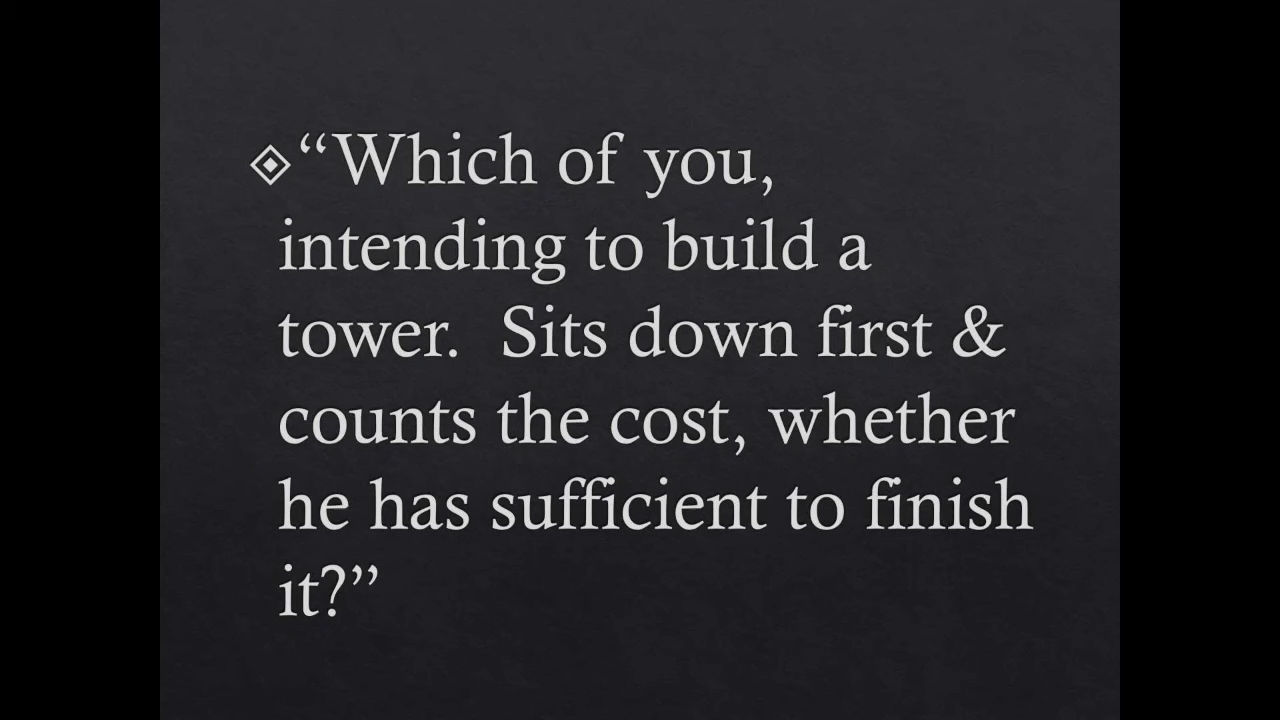 “Which of you,
intending to build a
tower.  Sits down first &
counts the cost, whether
he has sufficient to finish
it?”